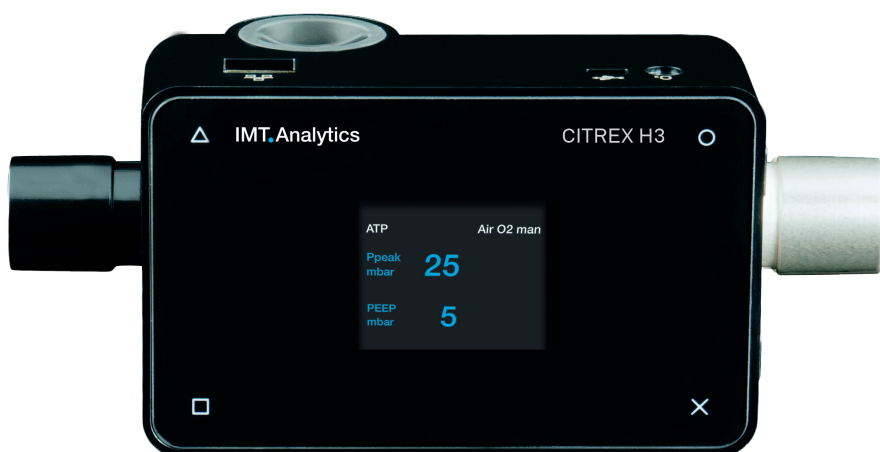 IMT.Analytics CITREX H3
ATP Air O2 man
Ppeak 25
mbar
PEEP 5
mbar